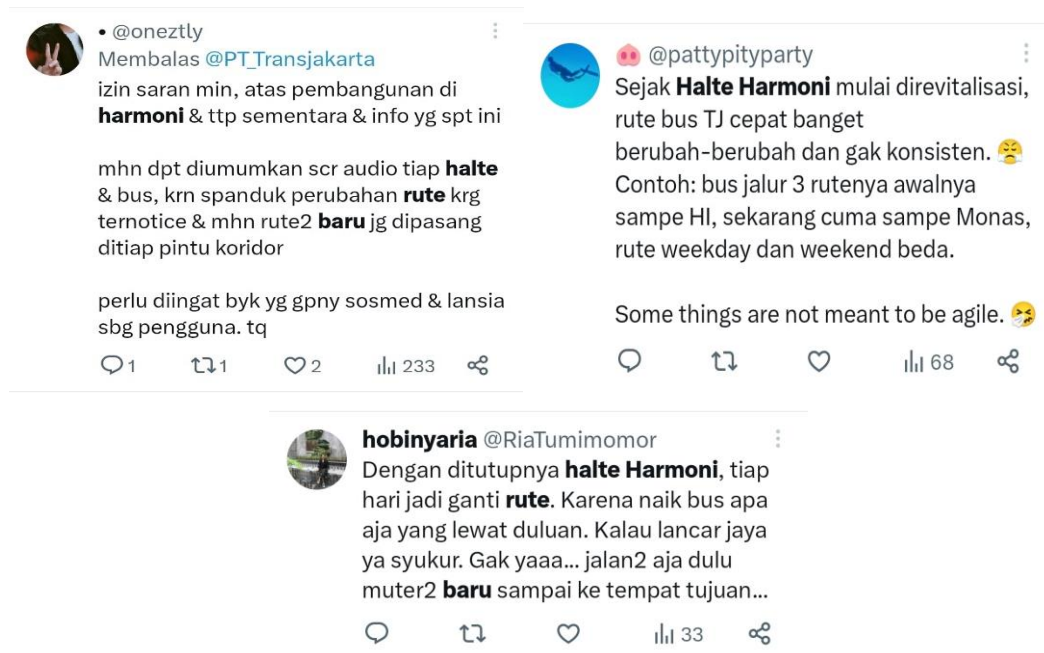 • @oneztly
Membalas @PT_Transjakarta
izin saran min, atas pembangunan di
harmoni & ttp sementara & info yg spt ini
mhn dpt diumumkan scr audio tiap halte
& bus, krn spanduk perubahan rute krg
ternotice & mhn rute2 baru jg dipasang
ditiap pintu koridor
perlu diingat byk yg gpny sosmed & lansia
sbg pengguna. tq
1 1 2 233
🐽 @pattypityparty
Sejak Halte Harmoni mulai direvitalisasi,
rute bus TJ cepat banget
berubah-berubah dan gak konsisten. 😤
Contoh: bus jalur 3 rutenya awalnya
sampe HI, sekarang cuma sampe Monas,
rute weekday dan weekend beda.
Some things are not meant to be agile. 🤧
68
hobinyaria @RiaTumimomor
Dengan ditutupnya halte Harmoni, tiap
hari jadi ganti rute. Karena naik bus apa
aja yang lewat duluan. Kalau lancar jaya
ya syukur. Gak yaaa... jalan2 aja dulu
muter2 baru sampai ke tempat tujuan...
33